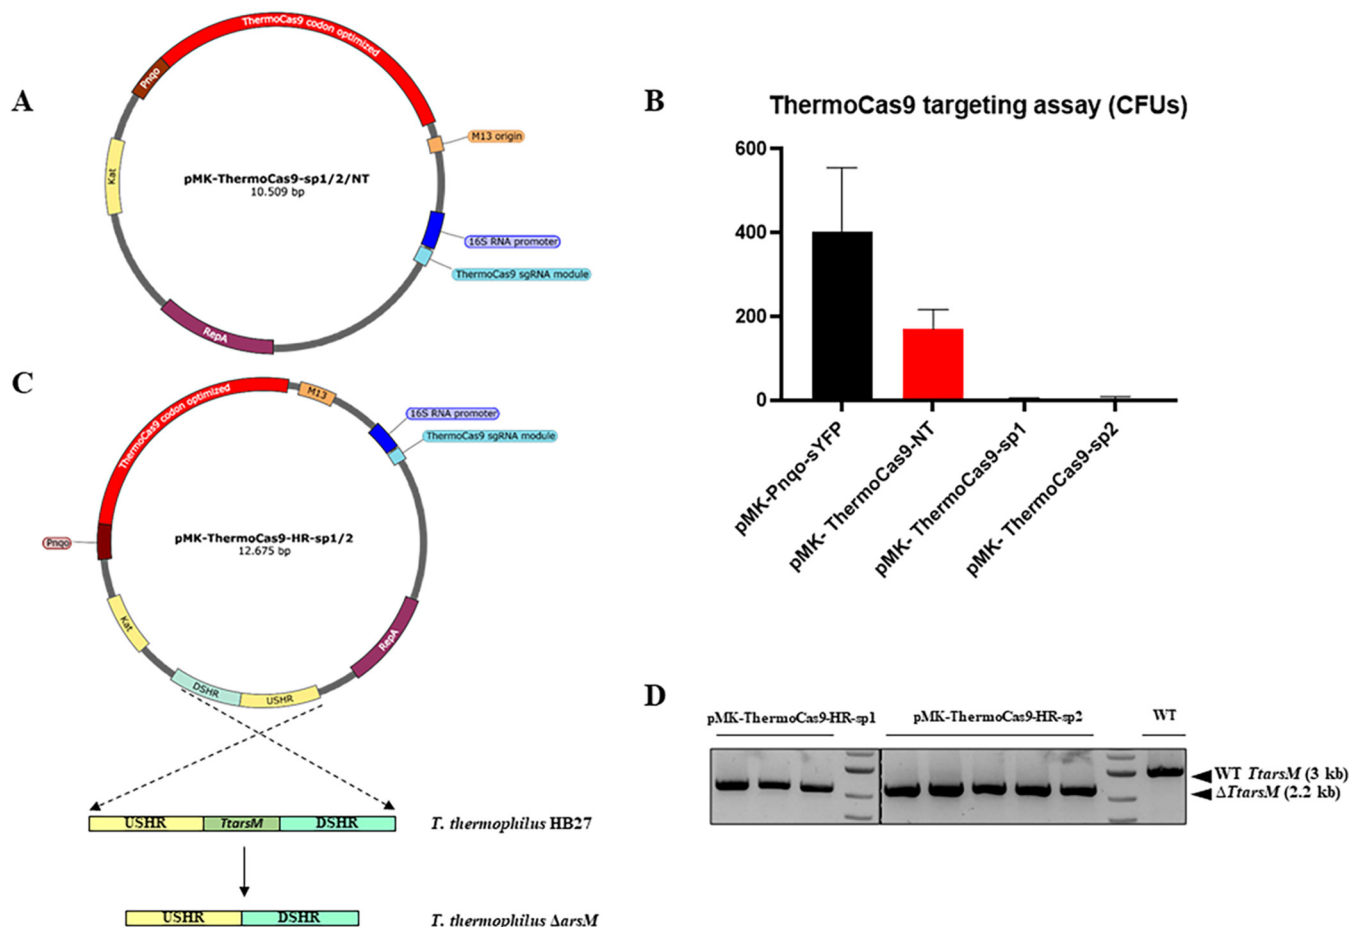 A
ThermoCas9 codon optimized
Pnqo
M13 origin
Kat
pMK-ThermoCas9-sp1/2/NT
10.509 bp
16S RNA promoter
ThermoCas9 sgRNA module
RepA
B
ThermoCas9 targeting assay (CFUs)
600
400
200
0
pMK-Pnqo-sYFP
pMK- ThermoCas9-NT
pMK- ThermoCas9-sp1
pMK- ThermoCas9-sp2
C
ThermoCas9 codon optimized
M13
16S RNA promoter
ThermoCas9 sgRNA module
Pnqo
pMK-ThermoCas9-HR-sp1/2
12.675 bp
Kat
RepA
DSHR
USHR
USHR TtarsM DSHR
T. thermophilus HB27
USHR DSHR
T. thermophilus ΔarsM
D
pMK-ThermoCas9-HR-sp1
pMK-ThermoCas9-HR-sp2
WT
WT TtarsM (3 kb)
ΔTtarsM (2.2 kb)